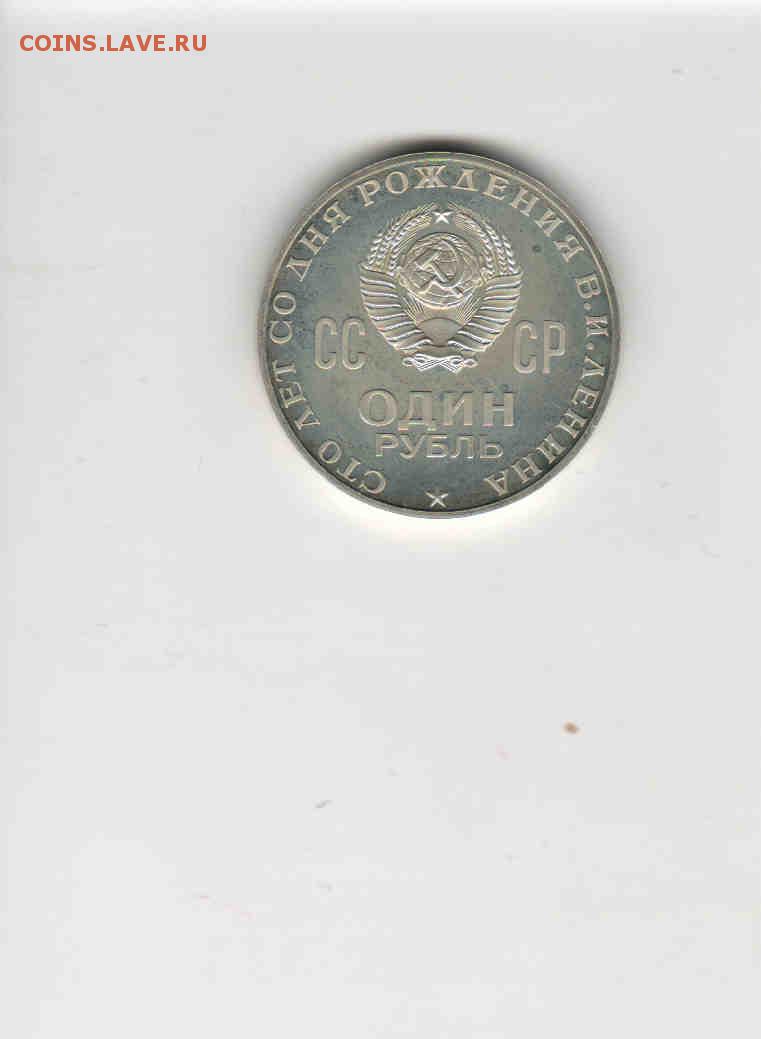 COINS.LAVE.RU
СТО ЛЕТ СО ДНЯ РОЖДЕНИЯ В.И.ЛЕНИНА
СС СР
ОДИН
РУБЛЬ